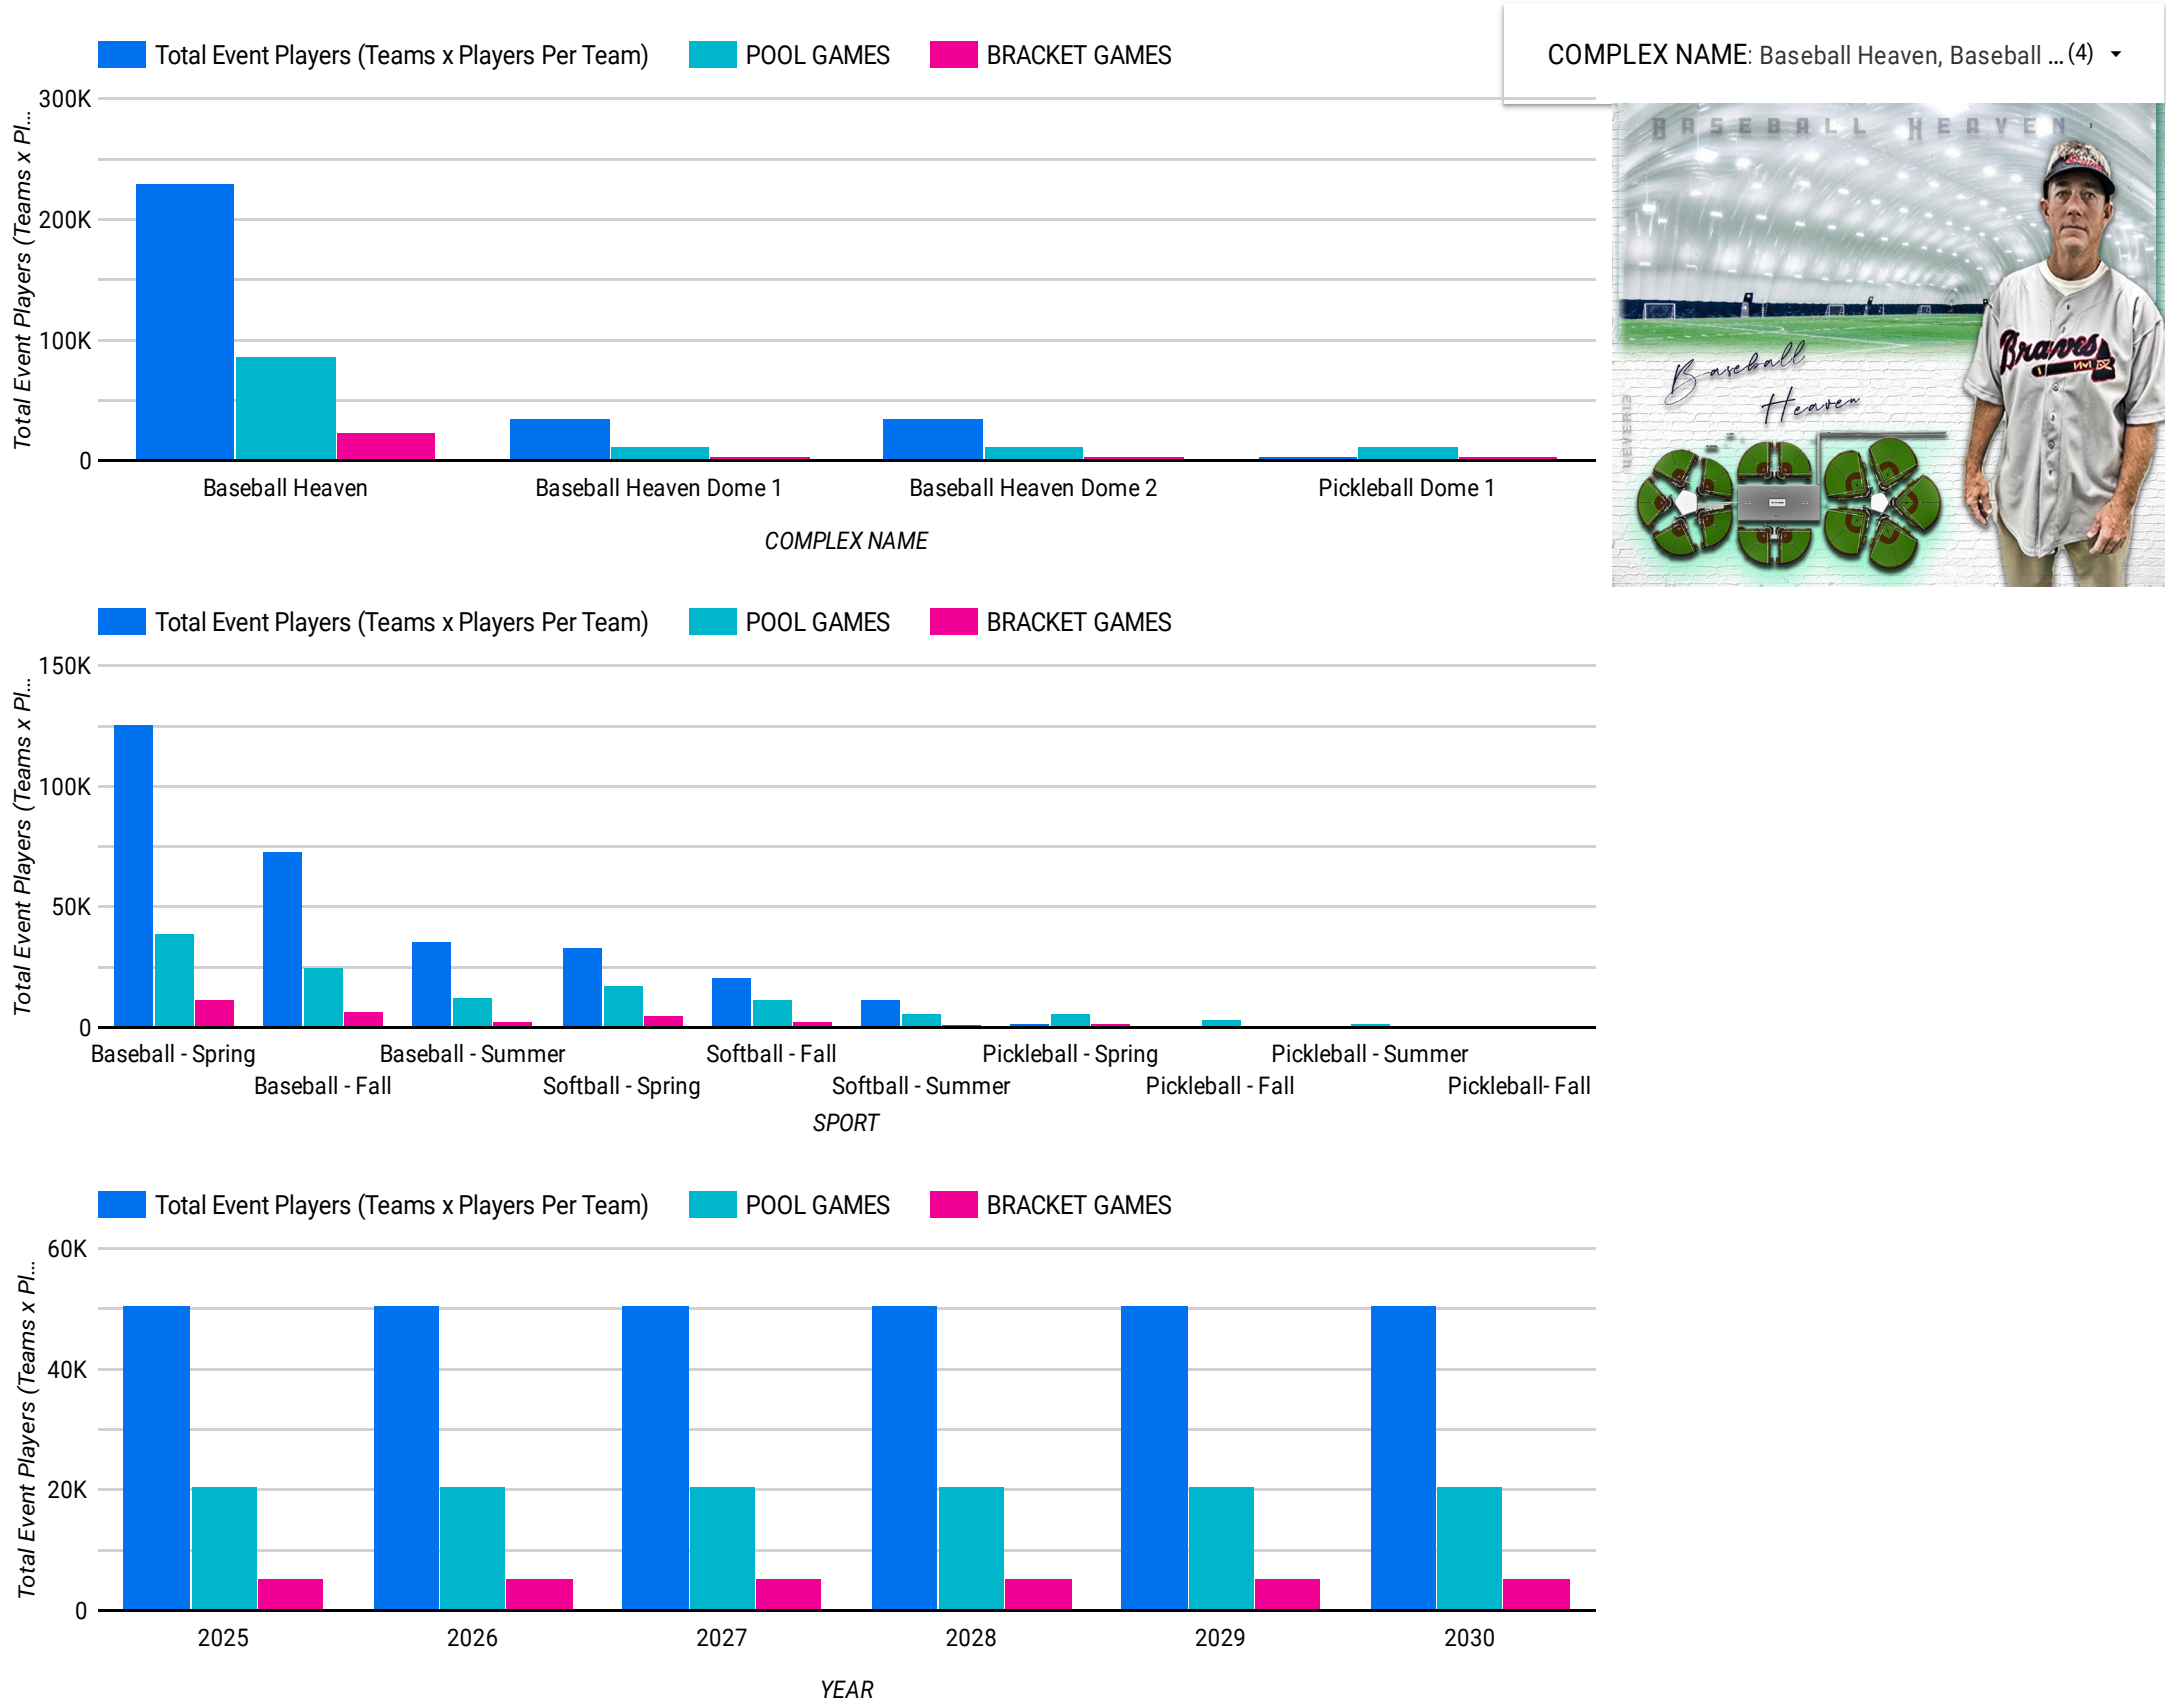 Total Event Players (Teams x Players Per Team) POOL GAMES BRACKET GAMES
COMPLEX NAME: Baseball Heaven, Baseball ... (4)
Total Event Players (Teams x Pl...
300K
200K
100K
0
Baseball Heaven Baseball Heaven Dome 1 Baseball Heaven Dome 2 Pickleball Dome 1
COMPLEX NAME
BASEBALL HEAVEN
Braves
Baseball
Heaven
Total Event Players (Teams x Players Per Team) POOL GAMES BRACKET GAMES
Total Event Players (Teams x Pl...
150K
100K
50K
0
Baseball - Spring Baseball - Summer Softball - Fall Pickleball - Spring Pickleball - Summer
Baseball - Fall Softball - Spring Softball - Summer Pickleball - Fall Pickleball- Fall
SPORT
Total Event Players (Teams x Players Per Team) POOL GAMES BRACKET GAMES
Total Event Players (Teams x Pl...
60K
40K
20K
0
2025 2026 2027 2028 2029 2030
YEAR